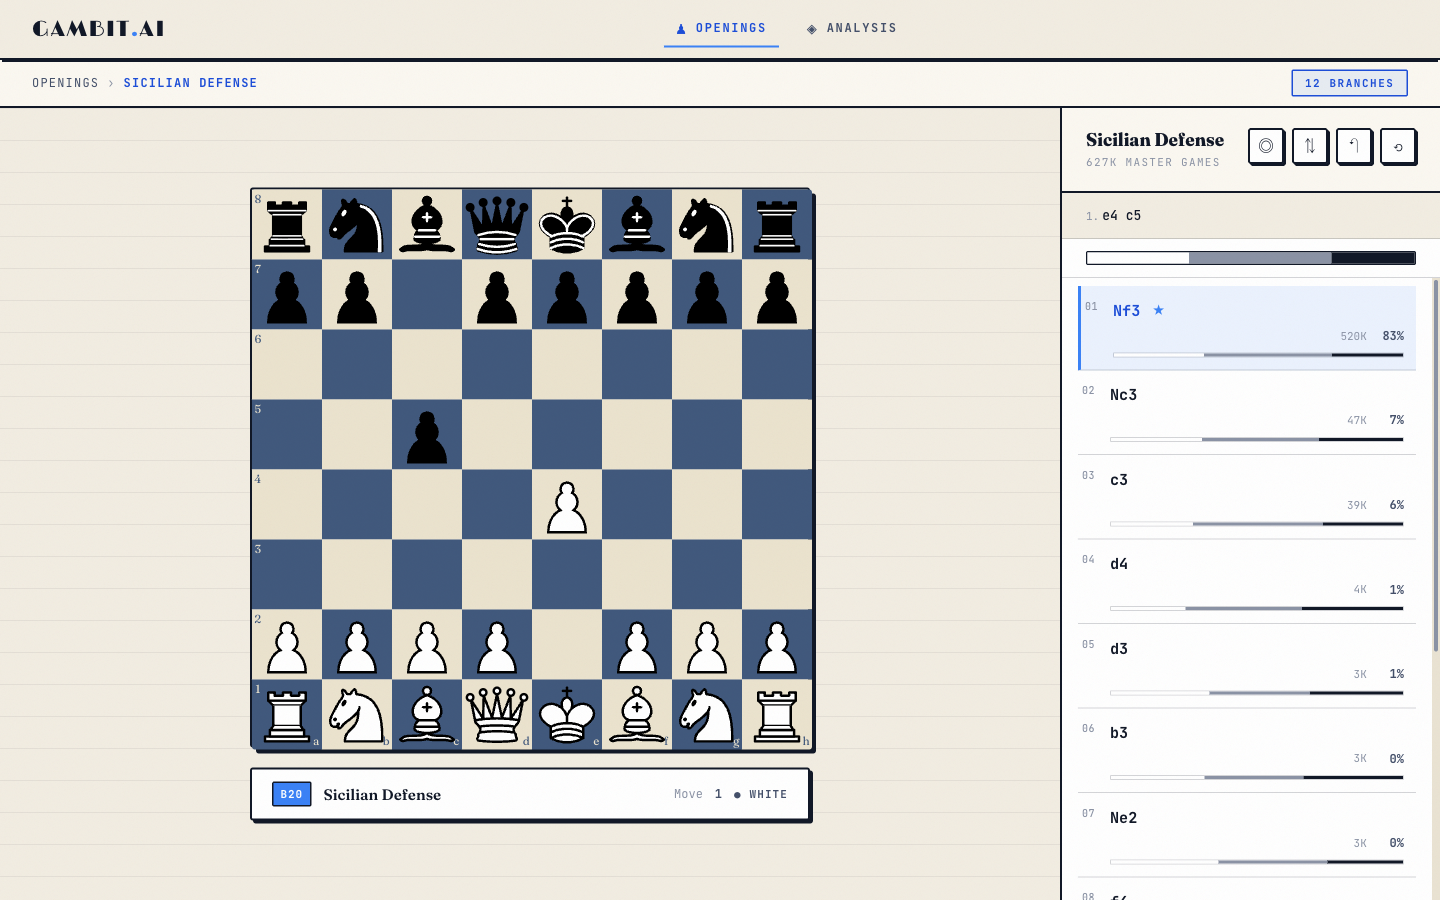 GAMBIT.AI
♟ OPENINGS
◈ ANALYSIS
OPENINGS › SICILIAN DEFENSE
12 BRANCHES
Sicilian Defense
627K MASTER GAMES
1. e4 c5
8
7
6
5
4
3
2
1
a b c d e f g h
B20 Sicilian Defense
Move 1 ● WHITE
01 Nf3 ★
520K 83%
02 Nc3
47K 7%
03 c3
39K 6%
04 d4
4K 1%
05 d3
3K 1%
06 b3
3K 0%
07 Ne2
3K 0%
08